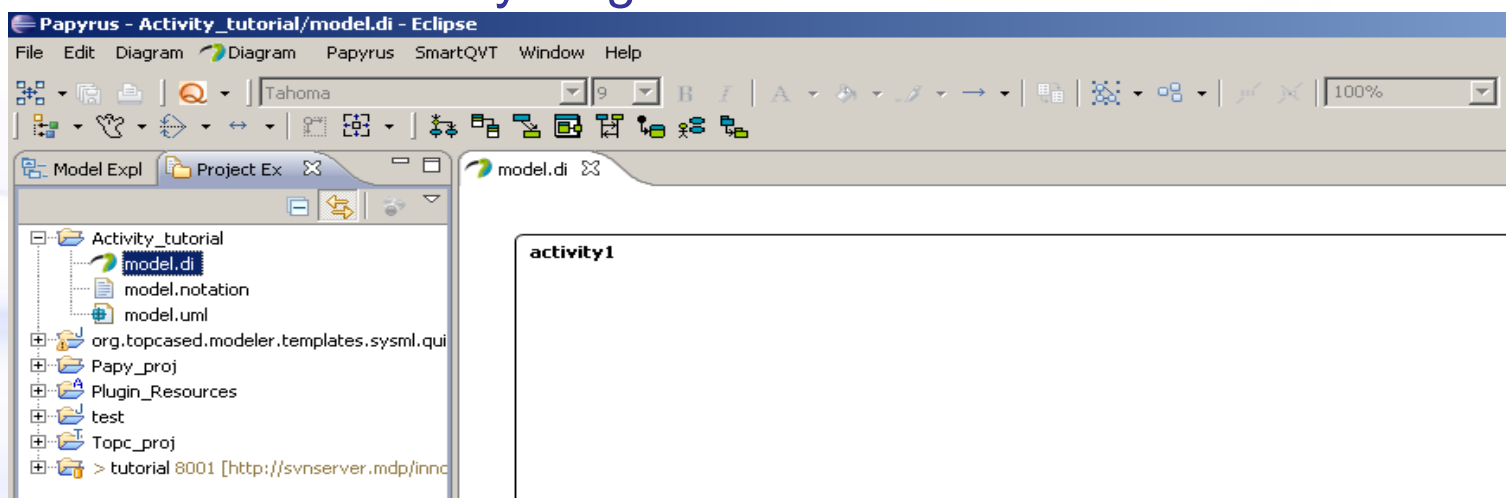 Papyrus - Activity_tutorial/model.di - Eclipse
File Edit Diagram Diagram Papyrus SmartQVT Window Help
Tahoma 9 B I A 100%
Model Expl Project Ex model.di
Activity_tutorial
model.di
model.notation
model.uml
org.topcased.modeler.templates.sysml.qui
Papy_proj
Plugin_Resources
test
Topc_proj
> tutorial 8001 [http://svnserver.mdp/inno
activity1